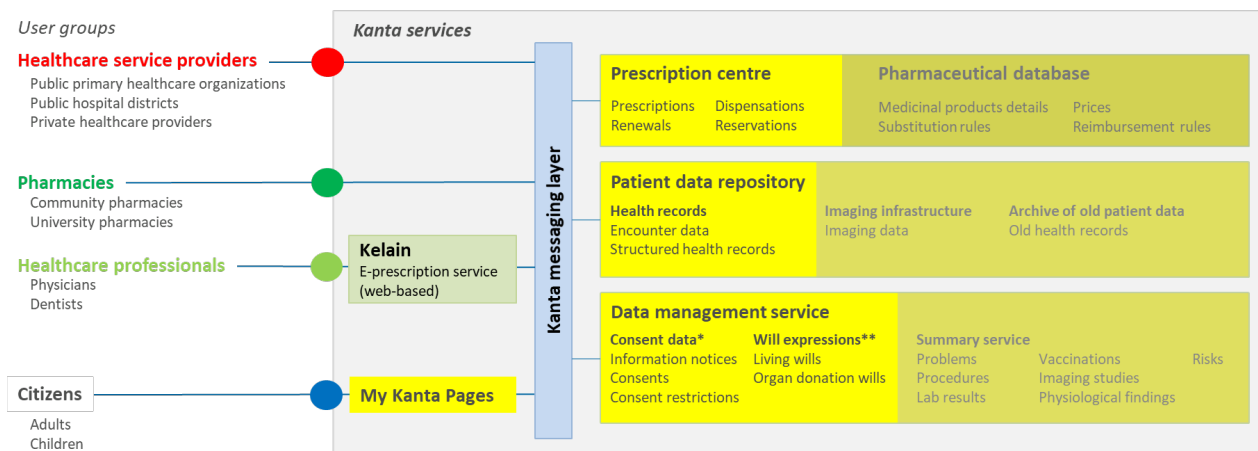 User groups
Kanta services
Healthcare service providers
Public primary healthcare organizations
Public hospital districts
Private healthcare providers
Pharmacies
Community pharmacies
University pharmacies
Healthcare professionals
Physicians
Dentists
Citizens
Adults
Children
Kelain
E-prescription service
(web-based)
My Kanta Pages
Kanta messaging layer
Prescription centre
Prescriptions Dispensations
Renewals Reservations
Pharmaceutical database
Medicinal products details Prices
Substitution rules Reimbursement rules
Patient data repository
Health records
Encounter data
Structured health records
Imaging infrastructure
Imaging data
Archive of old patient data
Old health records
Data management service
Consent data*
Information notices
Consents
Consent restrictions
Will expressions**
Living wills
Organ donation wills
Summary service
Problems Vaccinations Risks
Procedures Imaging studies
Lab results Physiological findings